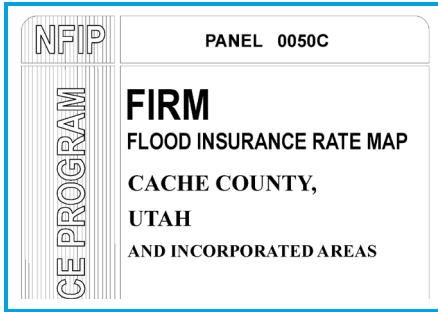 NFIP
PANEL 0050C
CE PROGRAM
FIRM
FLOOD INSURANCE RATE MAP
CACHE COUNTY,
UTAH
AND INCORPORATED AREAS